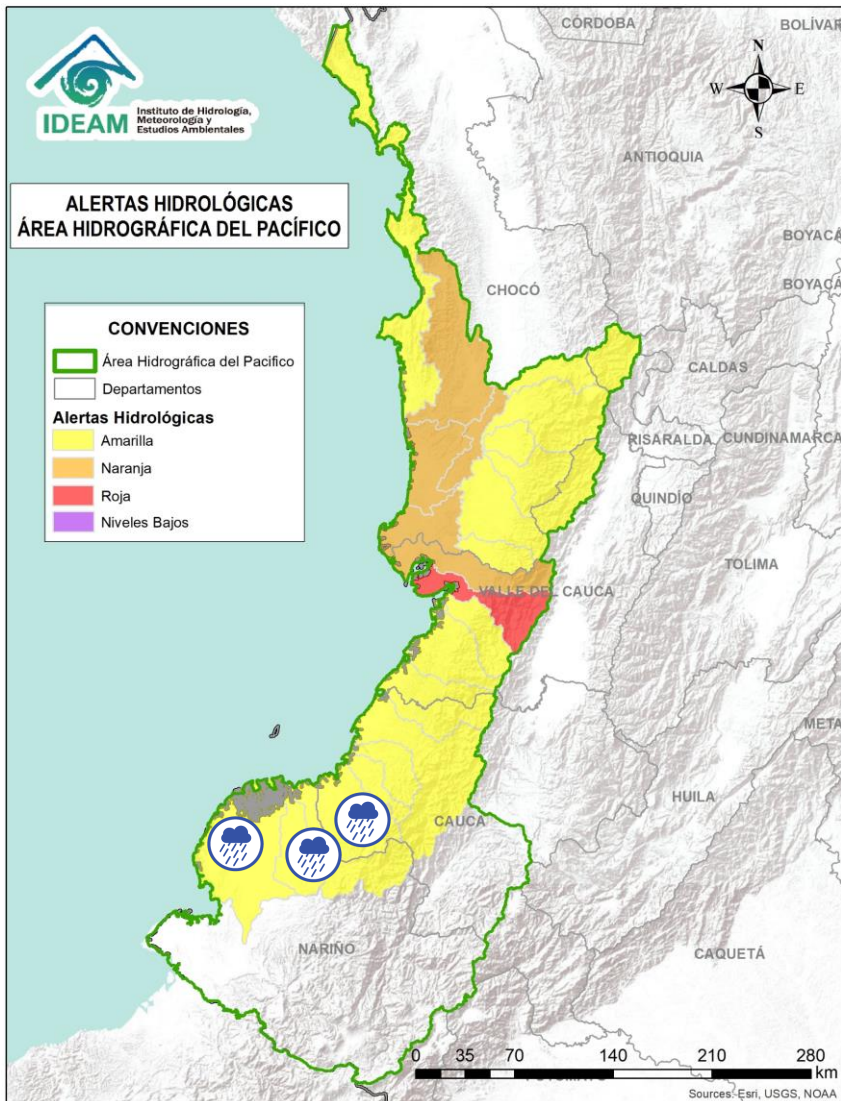 CÓRDOBA
BOLÍVAR
N
W
E
S
IDEAM
Instituto de Hidrología,
Meteorología y
Estudios Ambientales
ANTIOQUIA
ALERTAS HIDROLÓGICAS
ÁREA HIDROGRÁFICA DEL PACÍFICO
BOYACÁ
BOYACÁ
CHOCÓ
CONVENCIONES
Área Hidrográfica del Pacifico
Departamentos
Alertas Hidrológicas
Amarilla
Naranja
Roja
Niveles Bajos
CALDAS
RISARALDA
CUNDINAMARCA
QUINDÍO
TOLIMA
VALLE DEL CAUCA
META
HUILA
CAUCA
NARIÑO
CAQUETÁ
0 35 70 140 210 280
km
Sources: Esri, USGS, NOAA